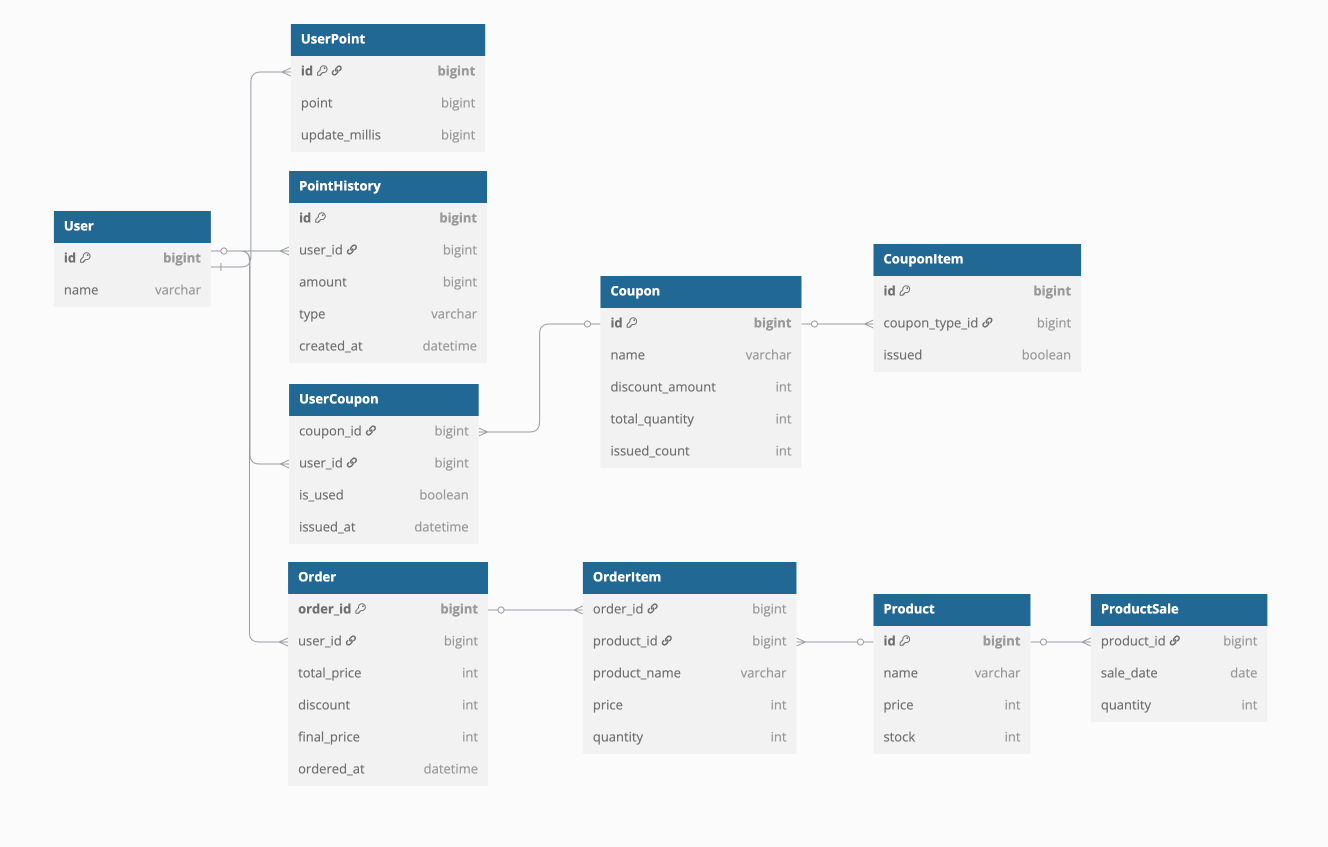 UserPoint
id bigint
point bigint
update_millis bigint
PointHistory
id bigint
user_id bigint
amount bigint
type varchar
created_at datetime
User
id bigint
name varchar
UserCoupon
coupon_id bigint
user_id bigint
is_used boolean
issued_at datetime
Coupon
id bigint
name varchar
discount_amount int
total_quantity int
issued_count int
CouponItem
id bigint
coupon_type_id bigint
issued boolean
Order
order_id bigint
user_id bigint
total_price int
discount int
final_price int
ordered_at datetime
OrderItem
order_id bigint
product_id bigint
product_name varchar
price int
quantity int
Product
id bigint
name varchar
price int
stock int
ProductSale
product_id bigint
sale_date date
quantity int